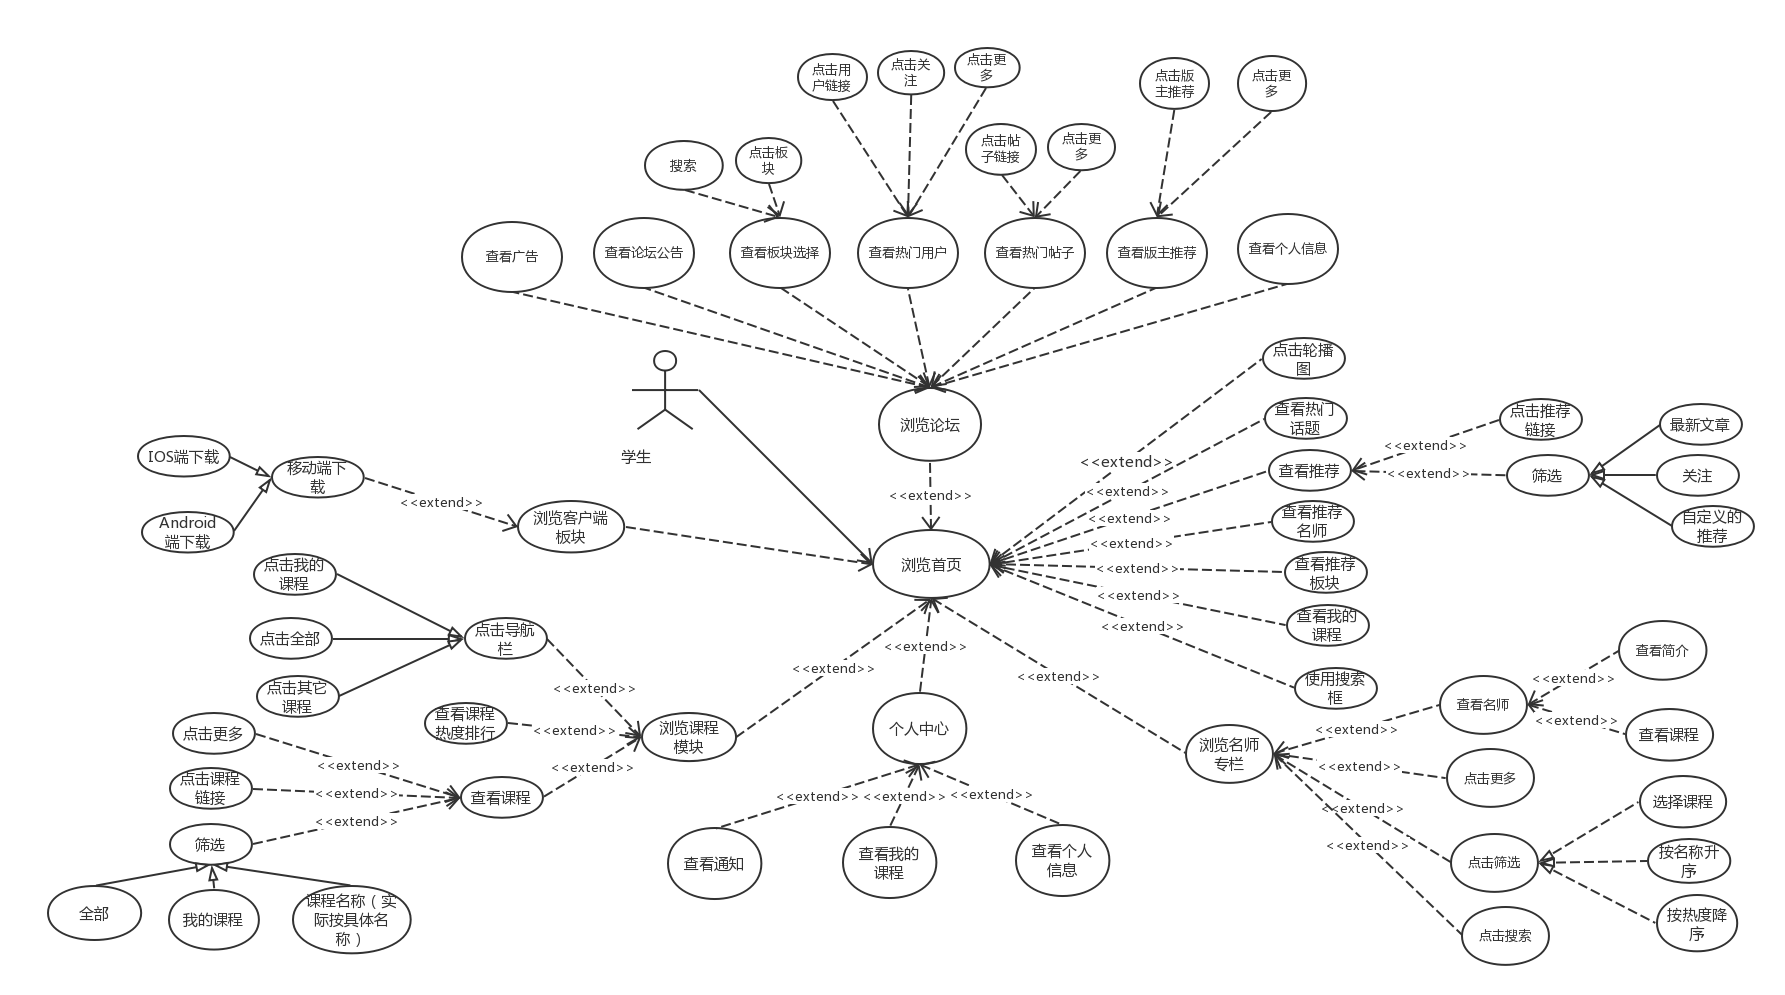 点击用
户链接
点击关
注
点击更
多
点击版
主推荐
点击更
多
搜索
点击板
块
点击帖
子链接
点击更
多
查看广告
查看论坛公告
查看板块选择
查看热门用户
查看热门帖子
查看版主推荐
查看个人信息
学生
浏览论坛
<<extend>>
浏览首页
点击轮播
图
<<extend>>
查看热门
话题
<<extend>>
查看推荐
<<extend>>
查看推荐
名师
<<extend>>
查看推荐
板块
<<extend>>
查看我的
课程
<<extend>>
使用搜索
框
<<extend>>
点击推荐
链接
<<extend>>
筛选
<<extend>>
最新文章
关注
自定义的
推荐
IOS端下载
Android
端下载
移动端下
载
<<extend>>
浏览客户端
板块
点击我的
课程
点击全部
点击其它
课程
点击导航
栏
<<extend>>
查看课程
热度排行
<<extend>>
浏览课程
模块
<<extend>>
<<extend>>
点击更多
<<extend>>
点击课程
链接
<<extend>>
查看课程
筛选
<<extend>>
全部
我的课程
课程名称（实
际按具体名
称）
<<extend>>
个人中心
<<extend>>
<<extend>>
<<extend>>
查看通知
查看我的
课程
查看个人
信息
<<extend>>
浏览名师
专栏
<<extend>>
查看名师
<<extend>>
查看简介
<<extend>>
查看课程
<<extend>>
点击更多
<<extend>>
点击筛选
选择课程
按名称升
序
按热度降
序
<<extend>>
点击搜索